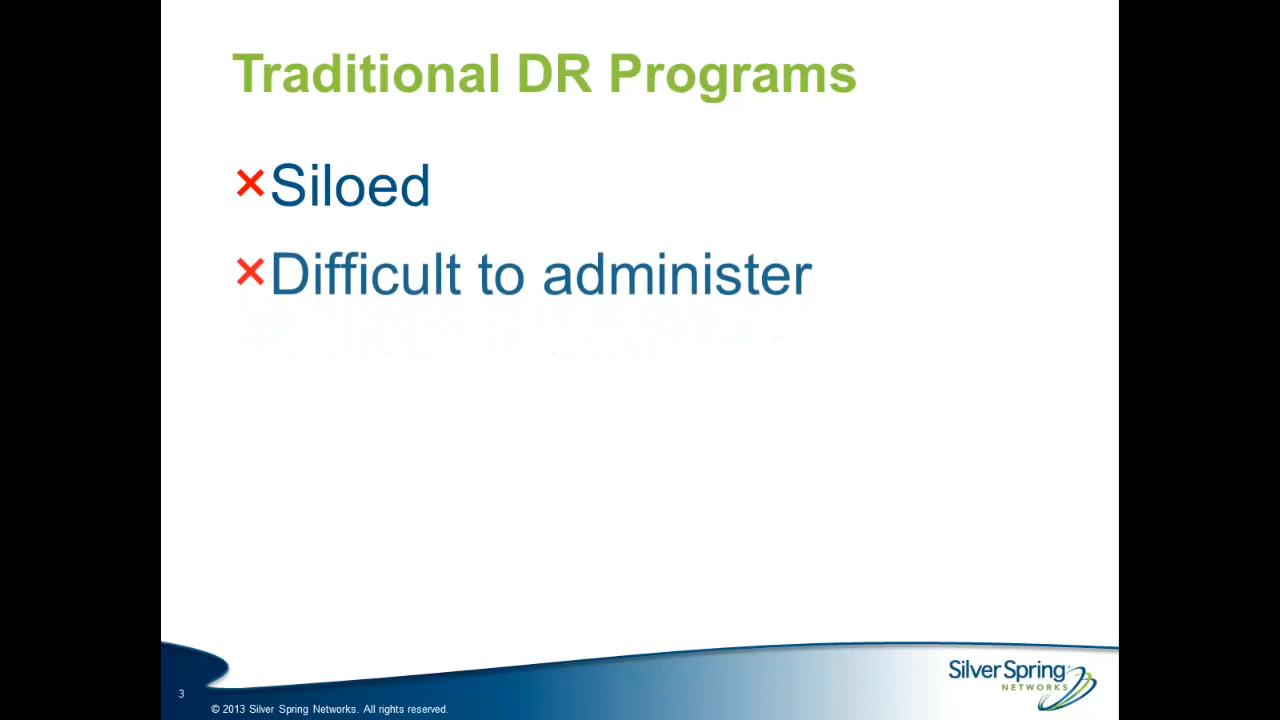 Traditional DR Programs
×Siloed
×Difficult to administer
3
© 2013 Silver Spring Networks. All rights reserved.
Silver Spring
NETWORKS